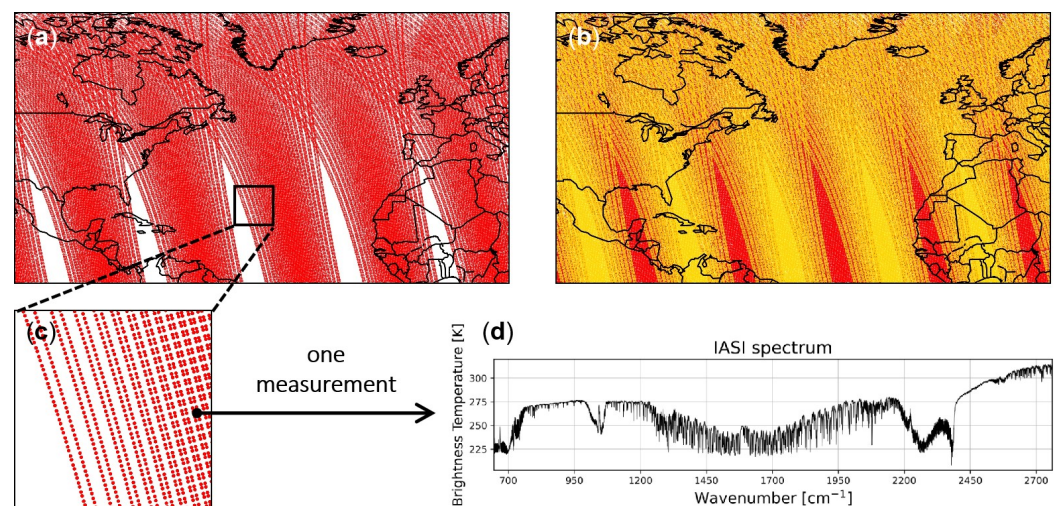 (a)
(b)
(c)
one
measurement
(d)
IASI spectrum
Brightness Temperature [K]
300
275
250
225
700
950
1200
1450
1700
1950
2200
2450
2700
Wavenumber [cm⁻¹]